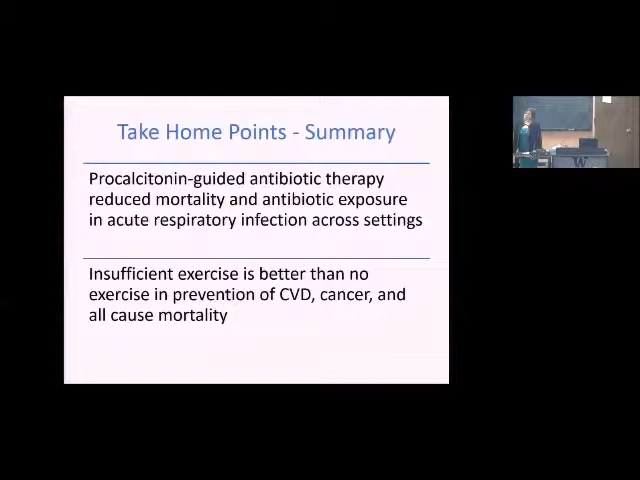 Take Home Points - Summary
Procalcitonin-guided antibiotic therapy
reduced mortality and antibiotic exposure
in acute respiratory infection across settings
Insufficient exercise is better than no
exercise in prevention of CVD, cancer, and
all cause mortality
W